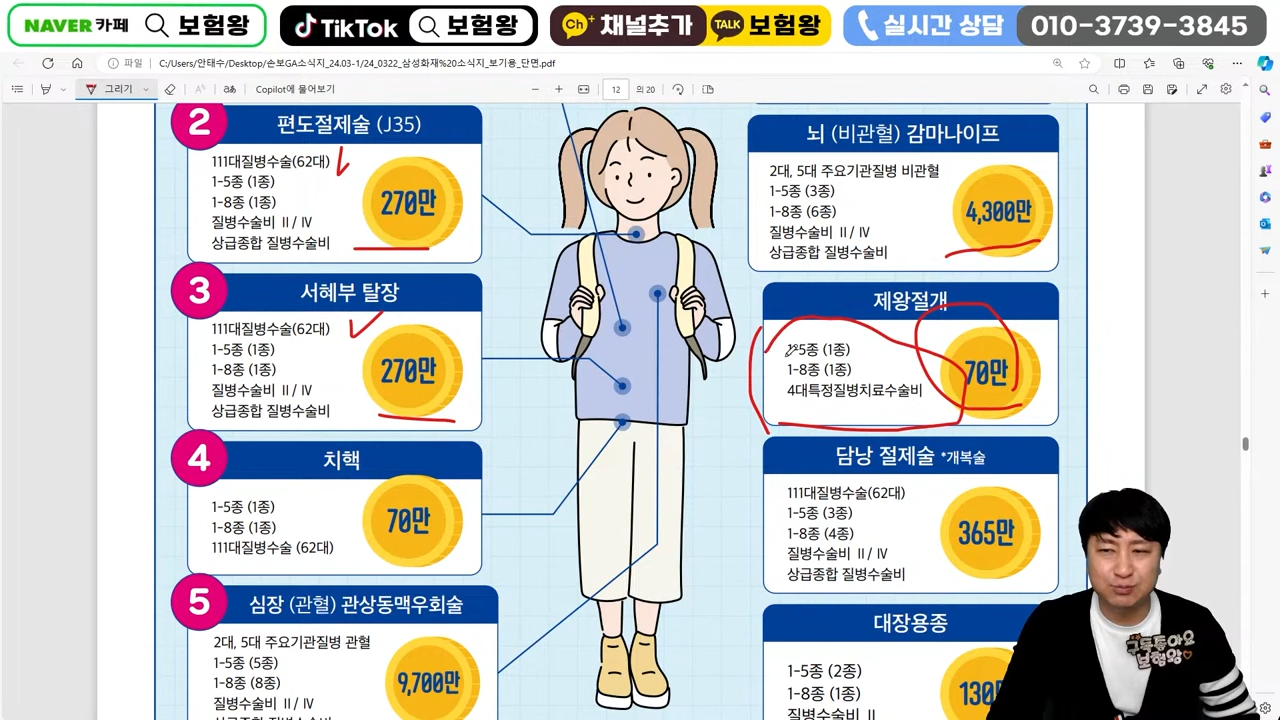 NAVER 카페 보험왕
TikTok 보험왕
Ch+ 채널추가 TALK 보험왕
실시간 상담 010-3739-3845
파일 C:/Users/안태수/Desktop/손보GA소식지_24.03-1/24_0322_삼성화재%20소식지_보기용_단면.pdf
그리기 Copilot에 물어보기 12 의 20
2 편도절제술 (J35)
111대질병수술(62대)
1-5종 (1종)
1-8종 (1종)
질병수술비 Ⅱ / Ⅳ
상급종합 질병수술비
270만
3 서혜부 탈장
111대질병수술(62대)
1-5종 (1종)
1-8종 (1종)
질병수술비 Ⅱ / Ⅳ
상급종합 질병수술비
270만
4 치핵
1-5종 (1종)
1-8종 (1종)
111대질병수술 (62대)
70만
5 심장 (관혈) 관상동맥우회술
2대, 5대 주요기관질병 관혈
1-5종 (5종)
1-8종 (8종)
질병수술비 Ⅱ / Ⅳ
9,700만
뇌 (비관혈) 감마나이프
2대, 5대 주요기관질병 비관혈
1-5종 (3종)
1-8종 (6종)
질병수술비 Ⅱ / Ⅳ
상급종합 질병수술비
4,300만
제왕절개
1-5종 (1종)
1-8종 (1종)
4대특정질병치료수술비
70만
담낭 절제술 *개복술
111대질병수술(62대)
1-5종 (3종)
1-8종 (4종)
질병수술비 Ⅱ / Ⅳ
상급종합 질병수술비
365만
대장용종
1-5종 (2종)
1-8종 (1종)
질병수술비 Ⅱ
130만
구독좋아요
보험왕♡